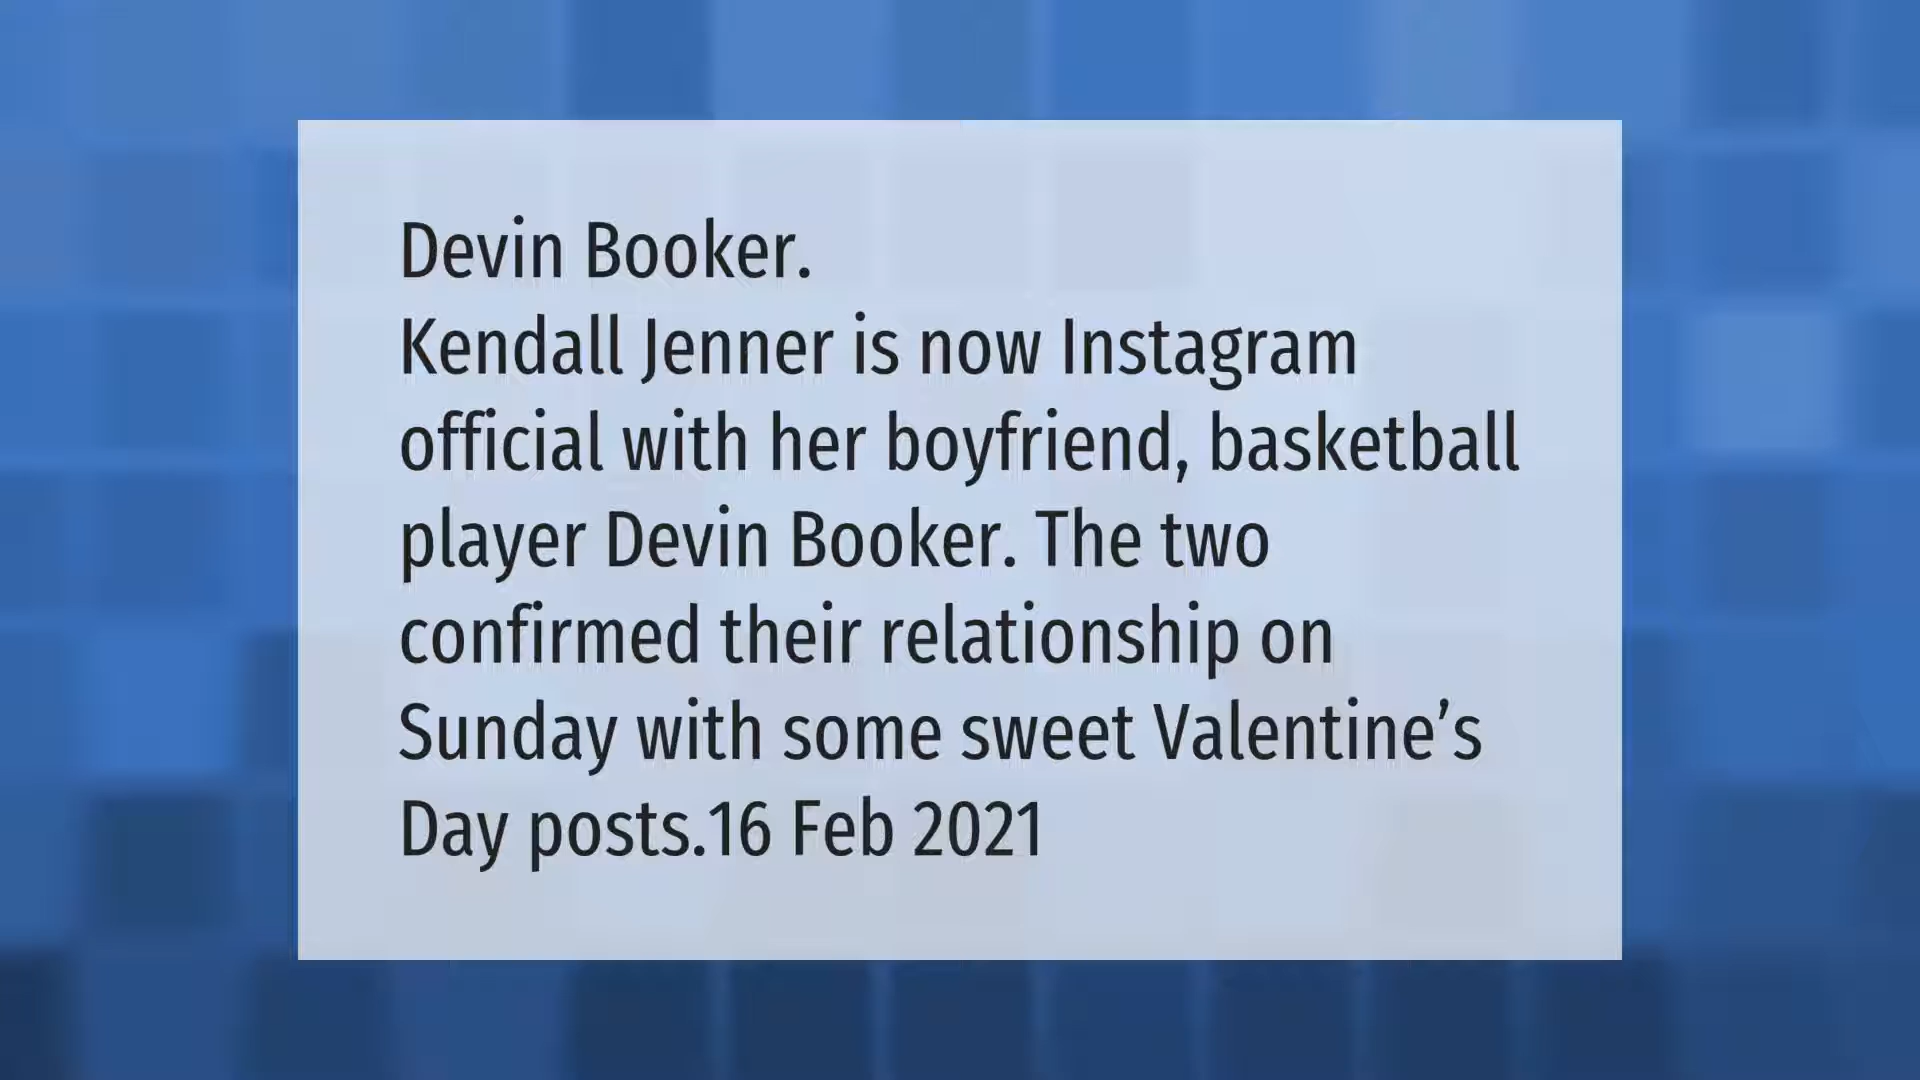 Devin Booker.
Kendall Jenner is now Instagram
official with her boyfriend, basketball
player Devin Booker. The two
confirmed their relationship on
Sunday with some sweet Valentine’s
Day posts.16 Feb 2021